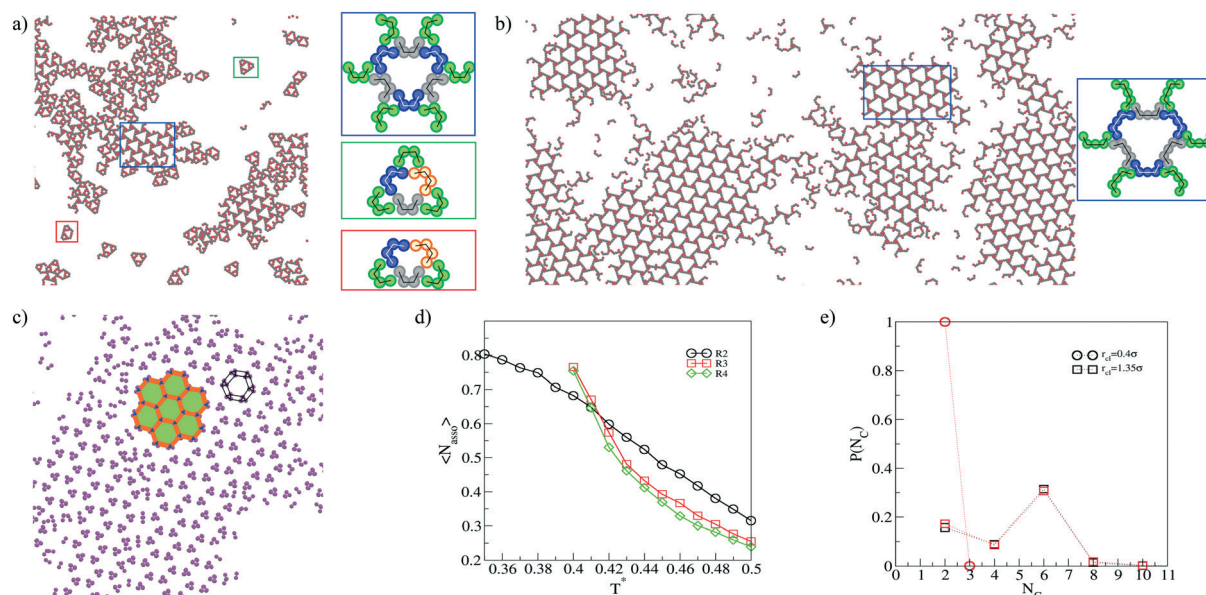 a)
b)
c)
d)
0.8
0.7
0.6
0.5
0.4
0.3
0.2
<N_asso>
0.36 0.38 0.4 0.42 0.44 0.46 0.48 0.5
T*
R2
R3
R4
e)
1
0.8
0.6
0.4
0.2
0
P(N_C)
0 1 2 3 4 5 6 7 8 9 10 11
N_C
r_cl=0.4σ
r_cl=1.35σ